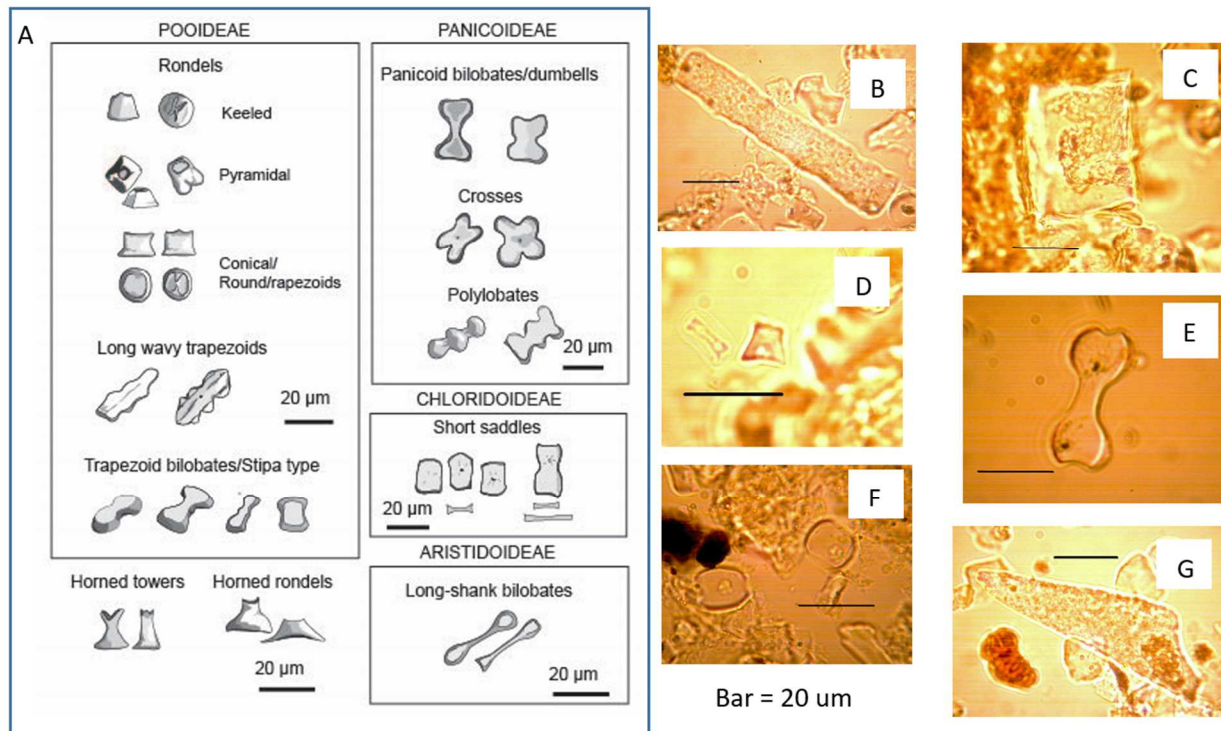 A
POOIDEAE
Rondels
Keeled
Pyramidal
Conical/
Round/rapezoids
Long wavy trapezoids
20 µm
Trapezoid bilobates/Stipa type
Horned towers
Horned rondels
20 µm
PANICOIDEAE
Panicoid bilobates/dumbells
Crosses
Polylobates
20 µm
CHLORIDOIDEAE
Short saddles
20 µm
ARISTIDOIDEAE
Long-shank bilobates
20 µm
B
C
D
E
F
G
Bar = 20 um